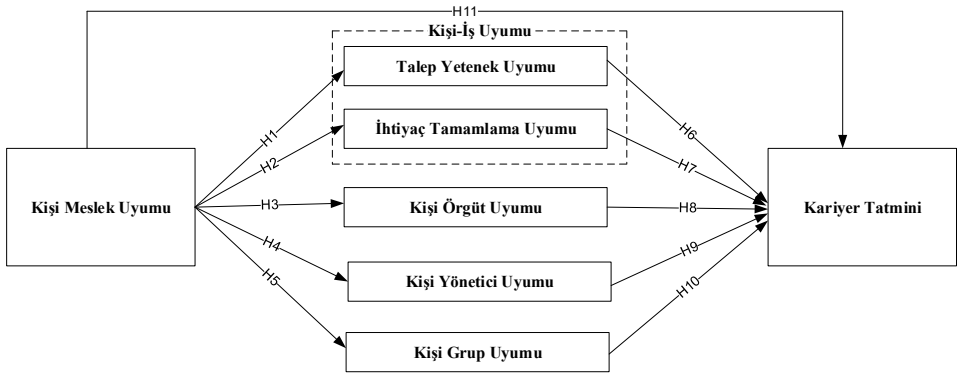 H11
Kişi-İş Uyumu
Talep Yetenek Uyumu
H1
H6
İhtiyaç Tamamlama Uyumu
H2
H7
Kişi Meslek Uyumu
H3
Kişi Örgüt Uyumu
H8
Kariyer Tatmini
H4
H9
Kişi Yönetici Uyumu
H5
H10
Kişi Grup Uyumu